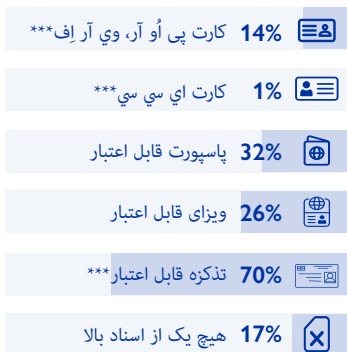 14% کارت پی اُو آر، وي آر اِف***
1% کارت اي سي سي***
32% پاسپورت قابل اعتبار
26% ویزای قابل اعتبار
70% تذکره قابل اعتبار***
17% هیچ یک از اسناد بالا